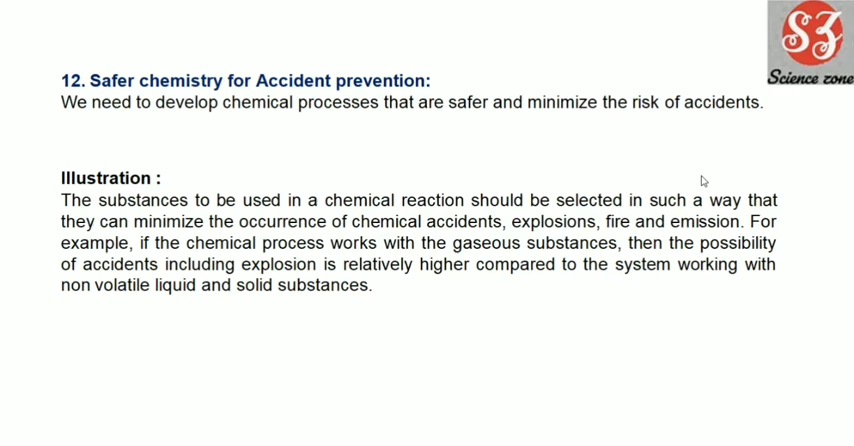 SZ
Science zone
12. Safer chemistry for Accident prevention:
We need to develop chemical processes that are safer and minimize the risk of accidents.
Illustration :
The substances to be used in a chemical reaction should be selected in such a way that
they can minimize the occurrence of chemical accidents, explosions, fire and emission. For
example, if the chemical process works with the gaseous substances, then the possibility
of accidents including explosion is relatively higher compared to the system working with
non volatile liquid and solid substances.